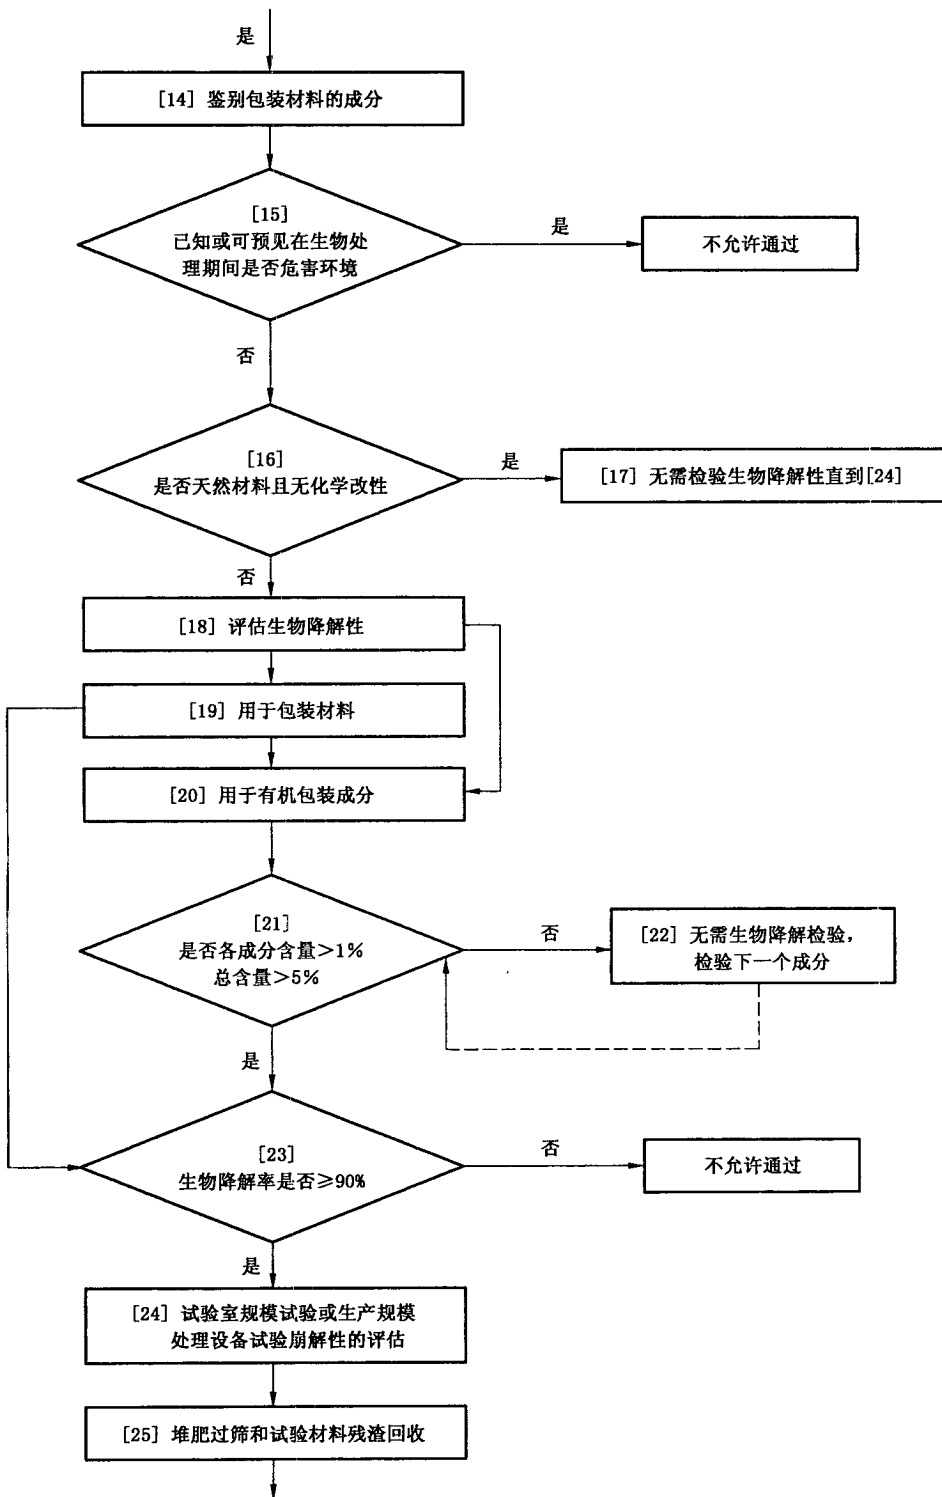 是
[14] 鉴别包装材料的成分
[15]
已知或可预见在生物处
理期间是否危害环境
是
不允许通过
否
[16]
是否天然材料且无化学改性
是
[17] 无需检验生物降解性直到[24]
否
[18] 评估生物降解性
[19] 用于包装材料
[20] 用于有机包装成分
[21]
是否各成分含量>1%
总含量>5%
否
[22] 无需生物降解检验，
检验下一个成分
是
[23]
生物降解率是否≥90%
否
不允许通过
是
[24] 试验室规模试验或生产规模
处理设备试验崩解性的评估
[25] 堆肥过筛和试验材料残渣回收